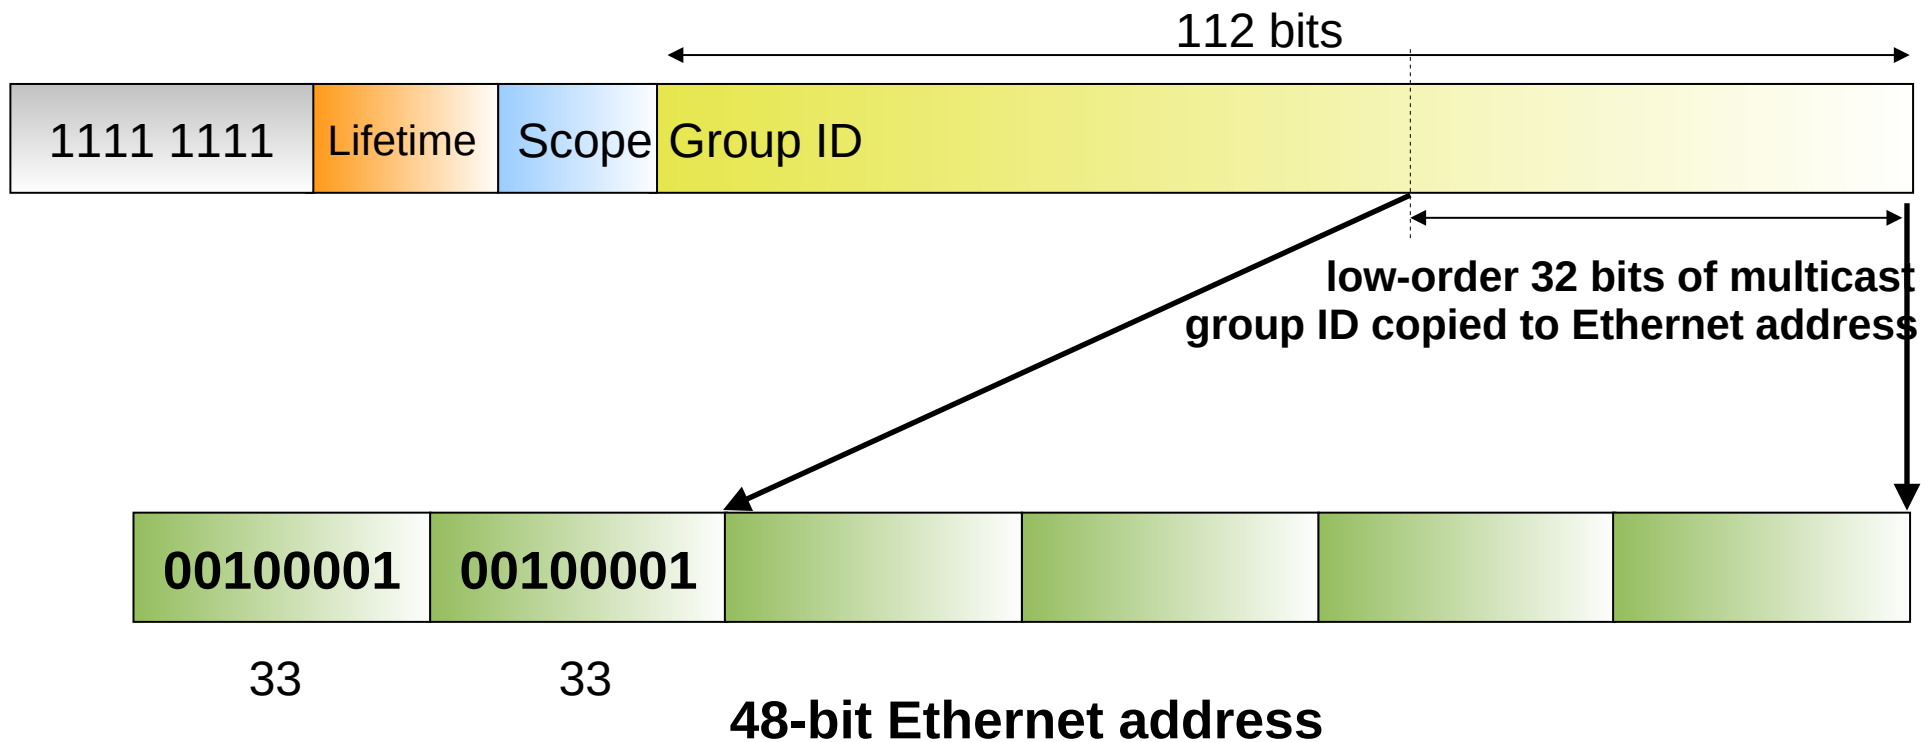 112 bits
1111 1111 Lifetime Scope Group ID
low-order 32 bits of multicast
group ID copied to Ethernet address
00100001 00100001
33 33
48-bit Ethernet address